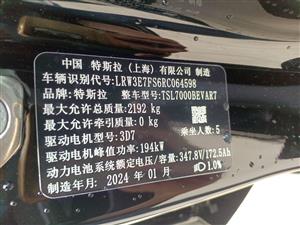 中国 特斯拉(上海)有限公司 制造
车辆识别代号:LRW3E7FS6RC064598
品牌:特斯拉 整车型号:TSL7000BEVAR7
最大允许总质量:2192 kg
最大允许牵引质量:0 kg 乘坐人数:5
驱动电机型号:3D7
驱动电机峰值功率:194kW
动力电池系统额定电压/容量:347.8V/172.5Ah
制造年月:2024 年 01 月 1.0%